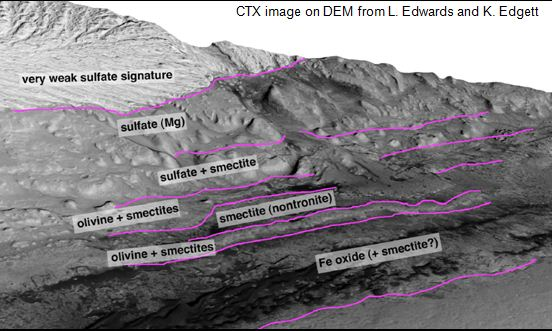 CTX image on DEM from L. Edwards and K. Edgett
very weak sulfate signature
sulfate (Mg)
sulfate + smectite
olivine + smectites
smectite (nontronite)
olivine + smectites
Fe oxide (+ smectite?)